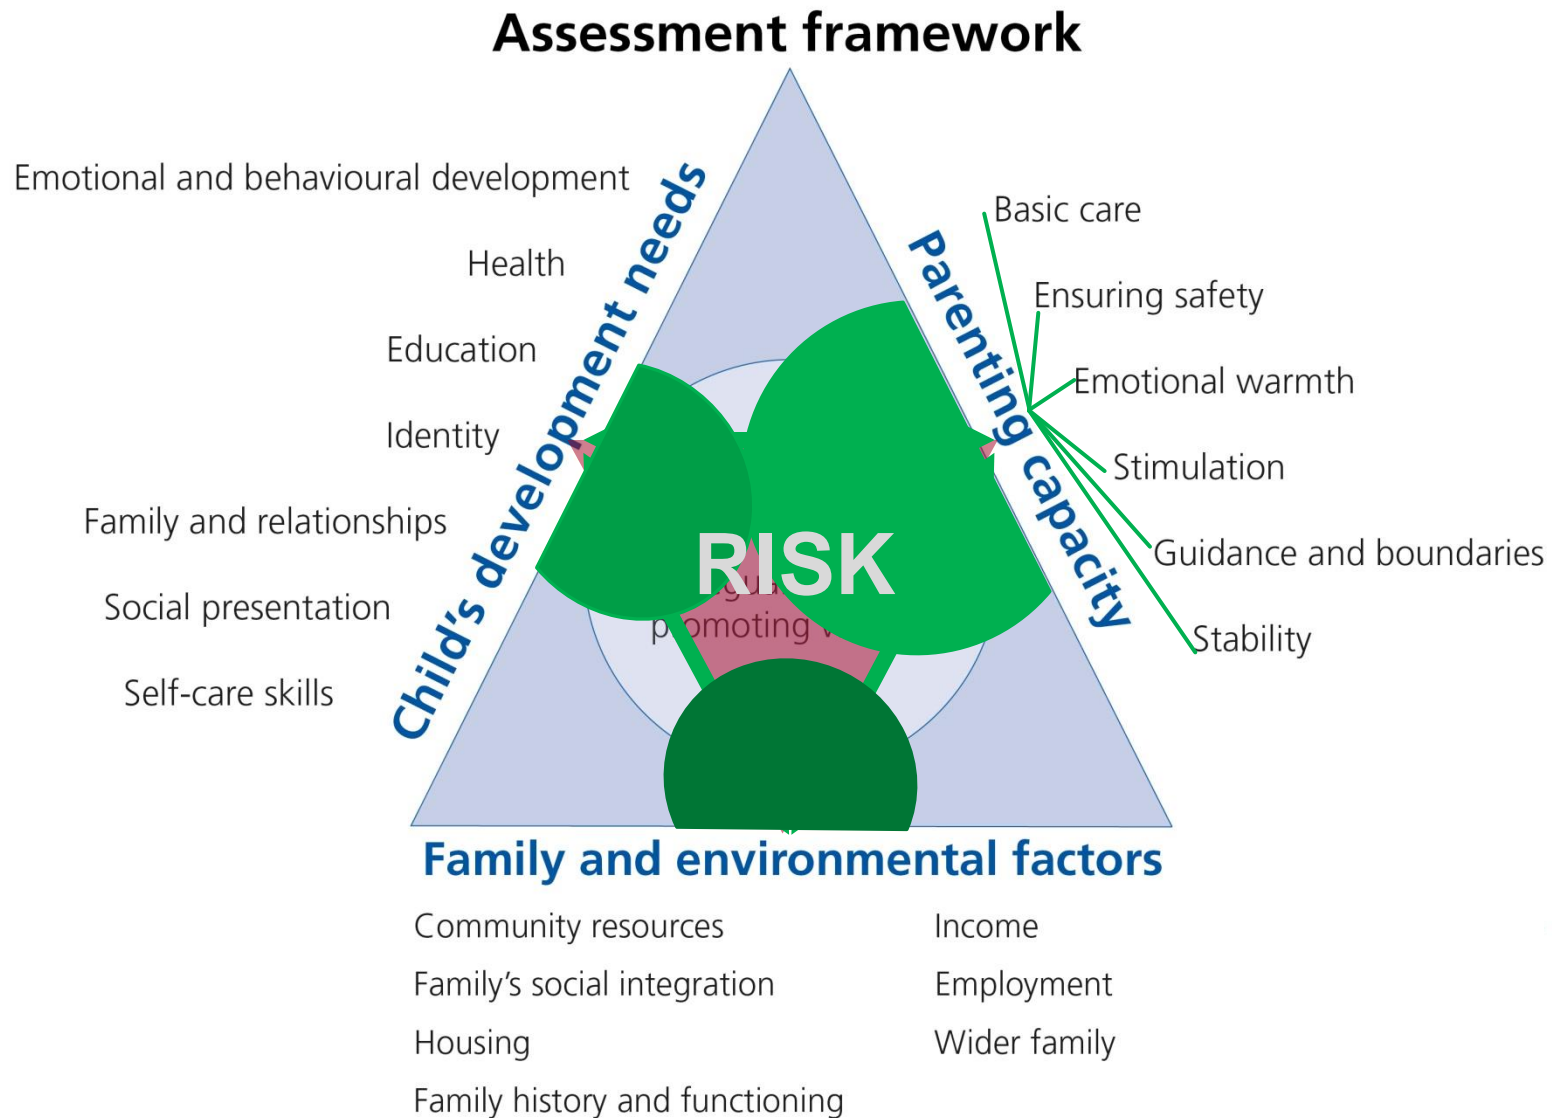 Assessment framework
Emotional and behavioural development
Health
Education
Identity
Family and relationships
Social presentation
Self-care skills
Child's development needs
Parenting capacity
Basic care
Ensuring safety
Emotional warmth
Stimulation
Guidance and boundaries
Stability
RISK
promoting
Family and environmental factors
Community resources
Family's social integration
Housing
Family history and functioning
Income
Employment
Wider family